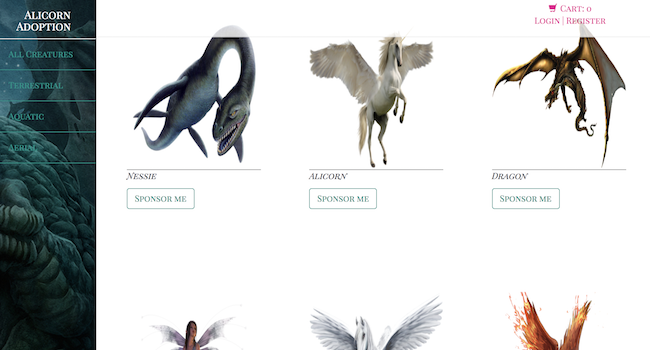 Alicorn
Adoption
All Creatures
Terrestrial
Aquatic
Aerial
Cart: 0
Login | Register
Nessie
Alicorn
Dragon
Sponsor me
Sponsor me
Sponsor me